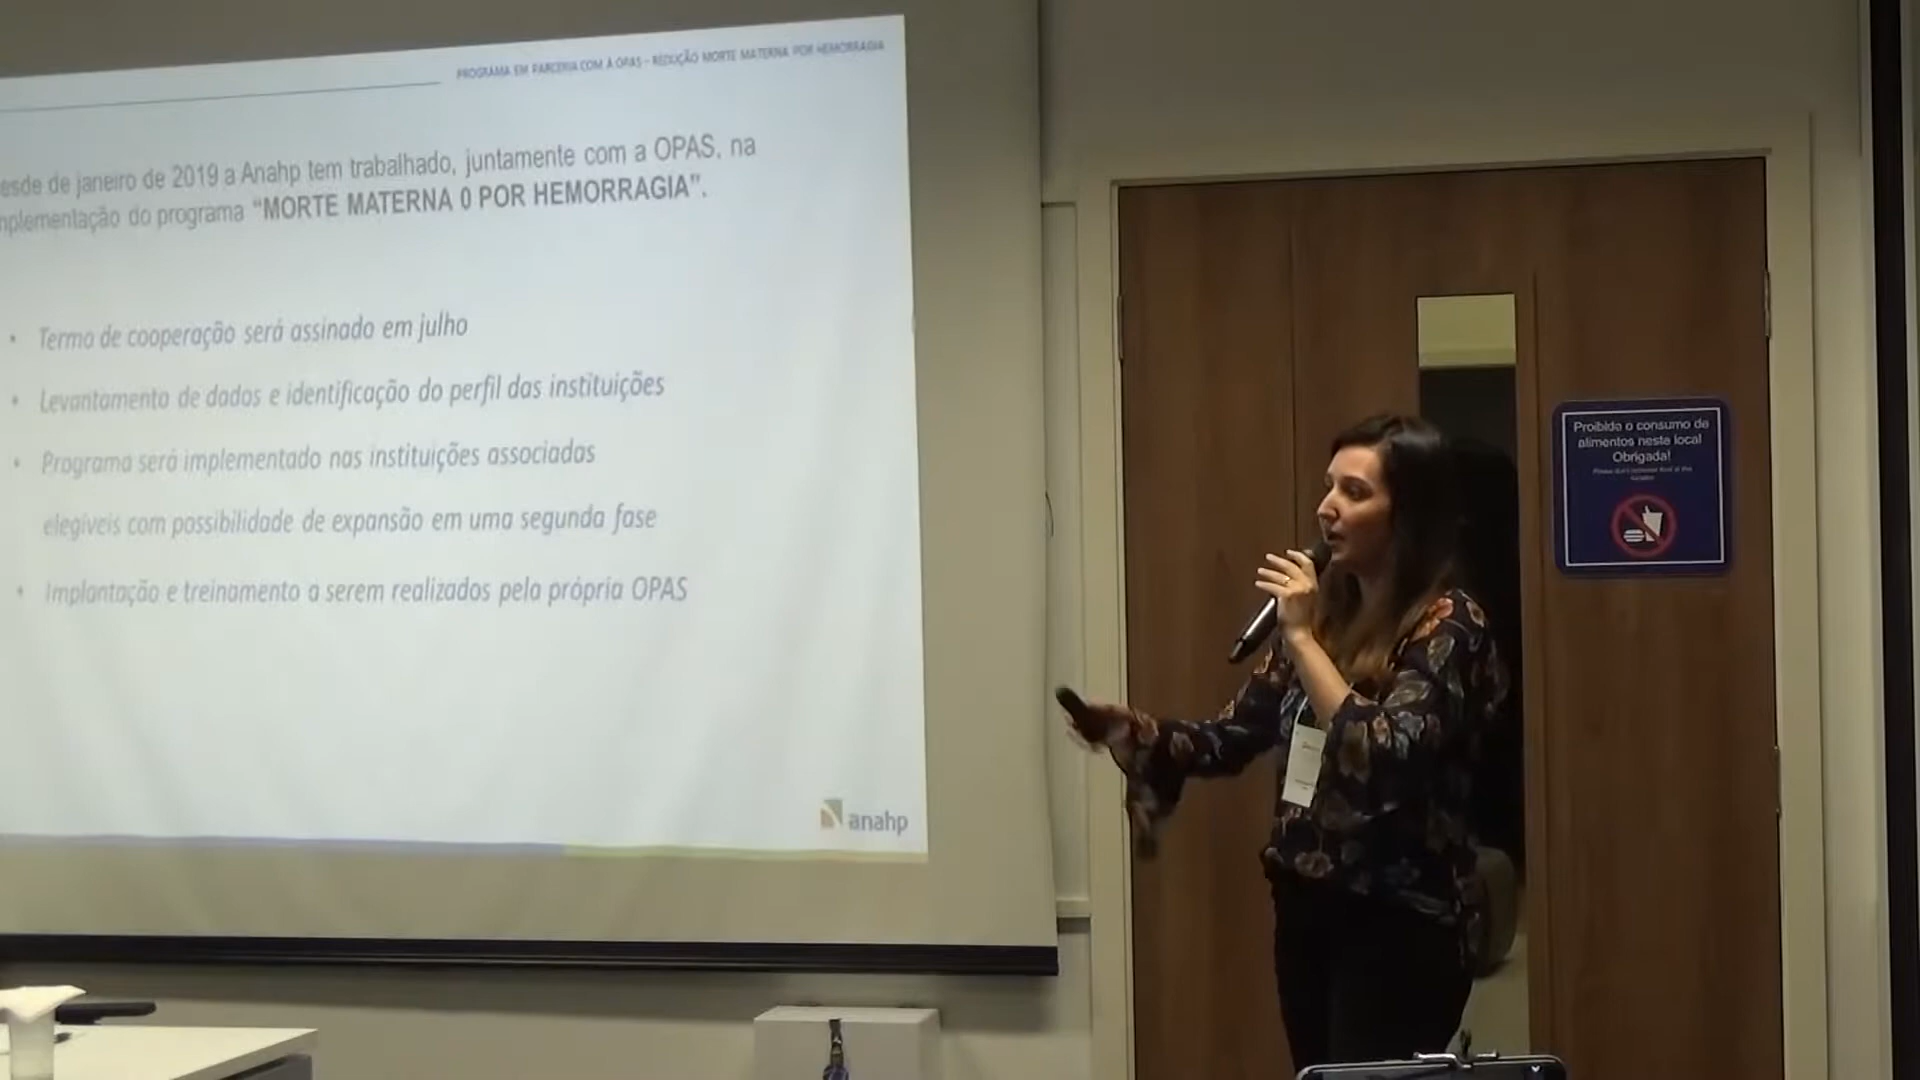 PROGRAMA EM PARCERIA COM A OPAS - REDUÇÃO MORTE MATERNA POR HEMORRAGIA
esde de janeiro de 2019 a Anahp tem trabalhado, juntamente com a OPAS, na
mplementação do programa “MORTE MATERNA 0 POR HEMORRAGIA”.
• Termo de cooperação será assinado em julho
• Levantamento de dados e identificação do perfil das instituições
• Programa será implementado nas instituições associadas
elegíveis com possibilidade de expansão em uma segunda fase
• Implantação e treinamento a serem realizados pela própria OPAS
anahp
Proibido o consumo de
alimentos neste local
Obrigada!